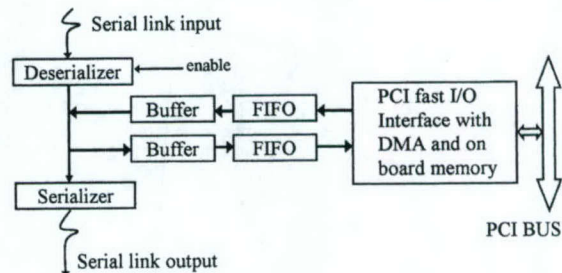 Serial link input
Deserializer
enable
Buffer
FIFO
Buffer
FIFO
PCI fast I/O
Interface with
DMA and on
board memory
Serializer
PCI BUS
Serial link output